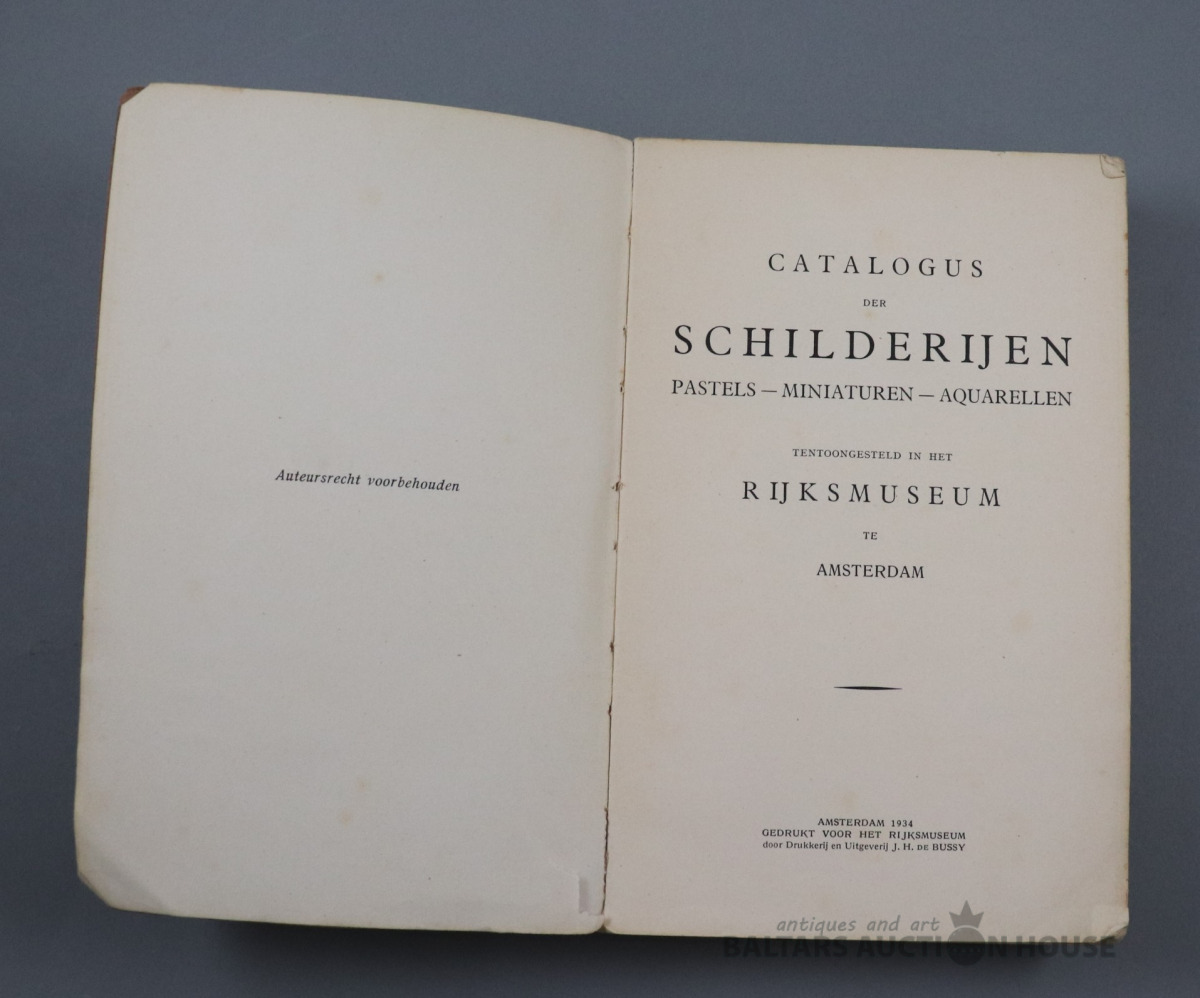 Auteursrecht voorbehouden
CATALOGUS
DER
SCHILDERIJEN
PASTELS — MINIATUREN — AQUARELLEN
TENTOONGESTELD IN HET
RIJKSMUSEUM
TE
AMSTERDAM
AMSTERDAM 1934
GEDRUKT VOOR HET RIJKSMUSEUM
door Drukkerij en Uitgeverij J. H. DE BUSSY
antiques and art
BALTARS AUCTION HOUSE